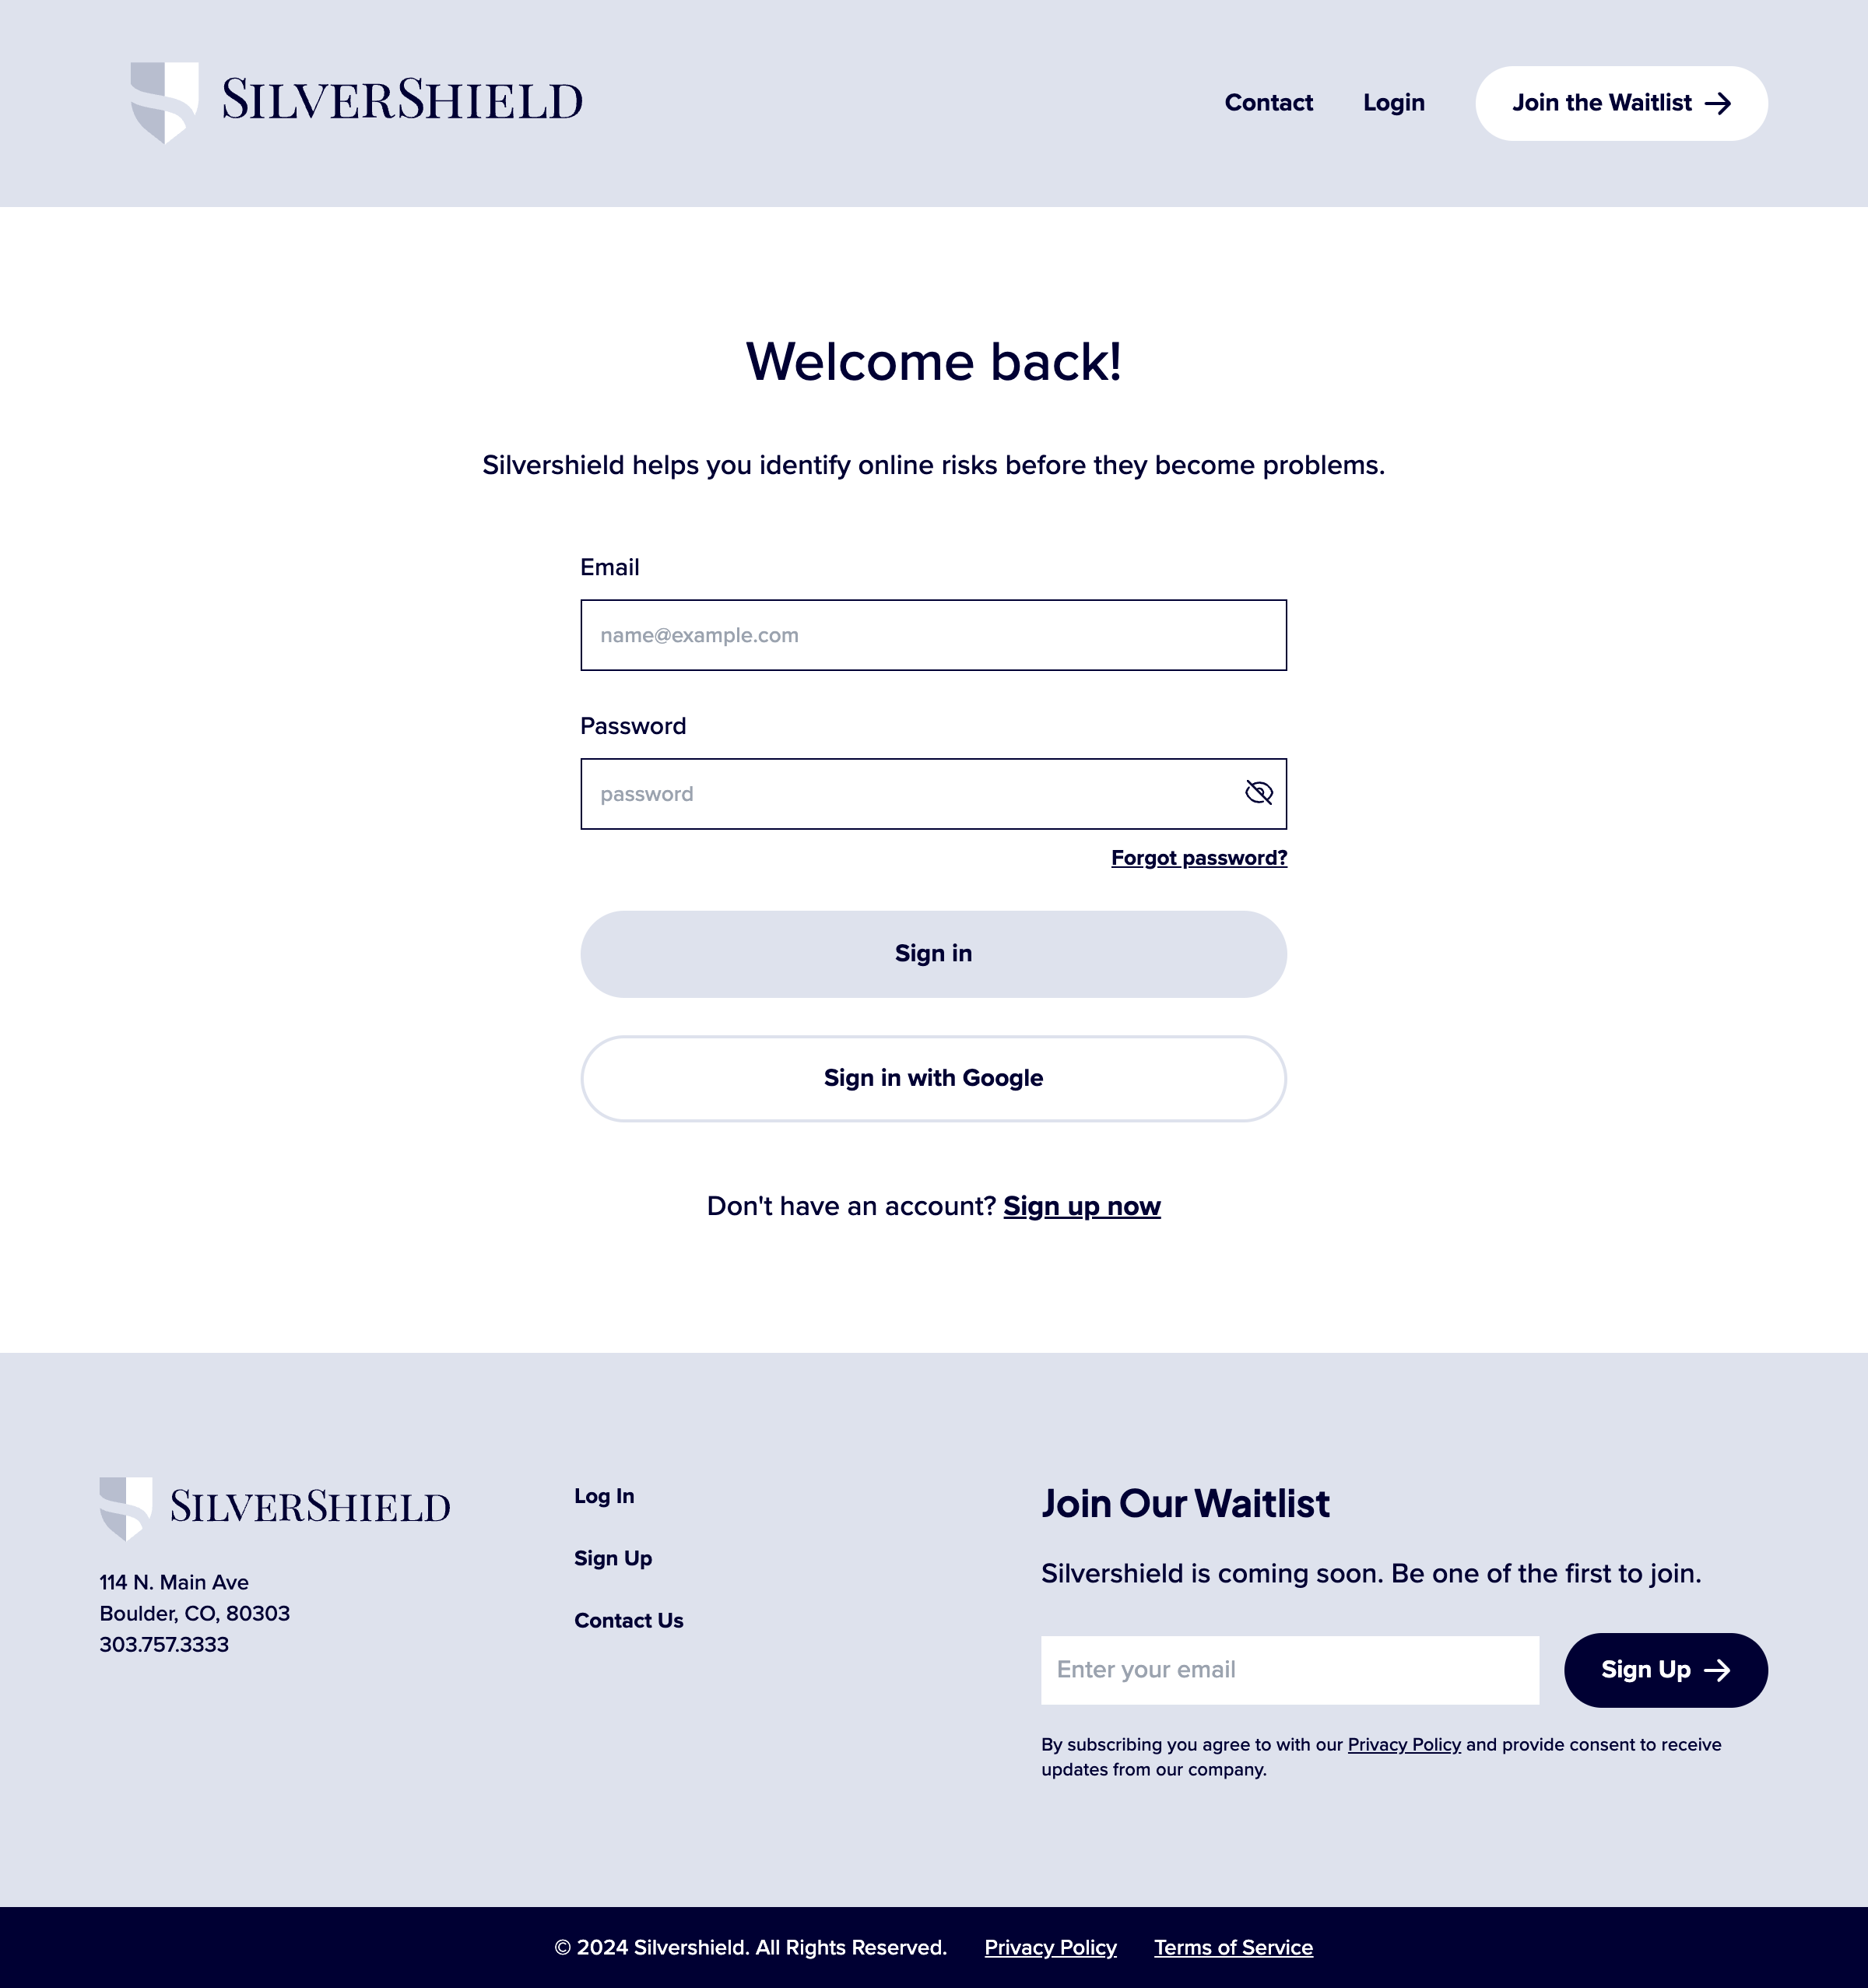 SILVERSHIELD
Contact
Login
Join the Waitlist
Welcome back!
Silvershield helps you identify online risks before they become problems.
Email
name@example.com
Password
password
Forgot password?
Sign in
Sign in with Google
Don't have an account? Sign up now
SILVERSHIELD
114 N. Main Ave
Boulder, CO, 80303
303.757.3333
Log In
Sign Up
Contact Us
Join Our Waitlist
Silvershield is coming soon. Be one of the first to join.
Enter your email
Sign Up
By subscribing you agree to with our Privacy Policy and provide consent to receive
updates from our company.
© 2024 Silvershield. All Rights Reserved.
Privacy Policy
Terms of Service